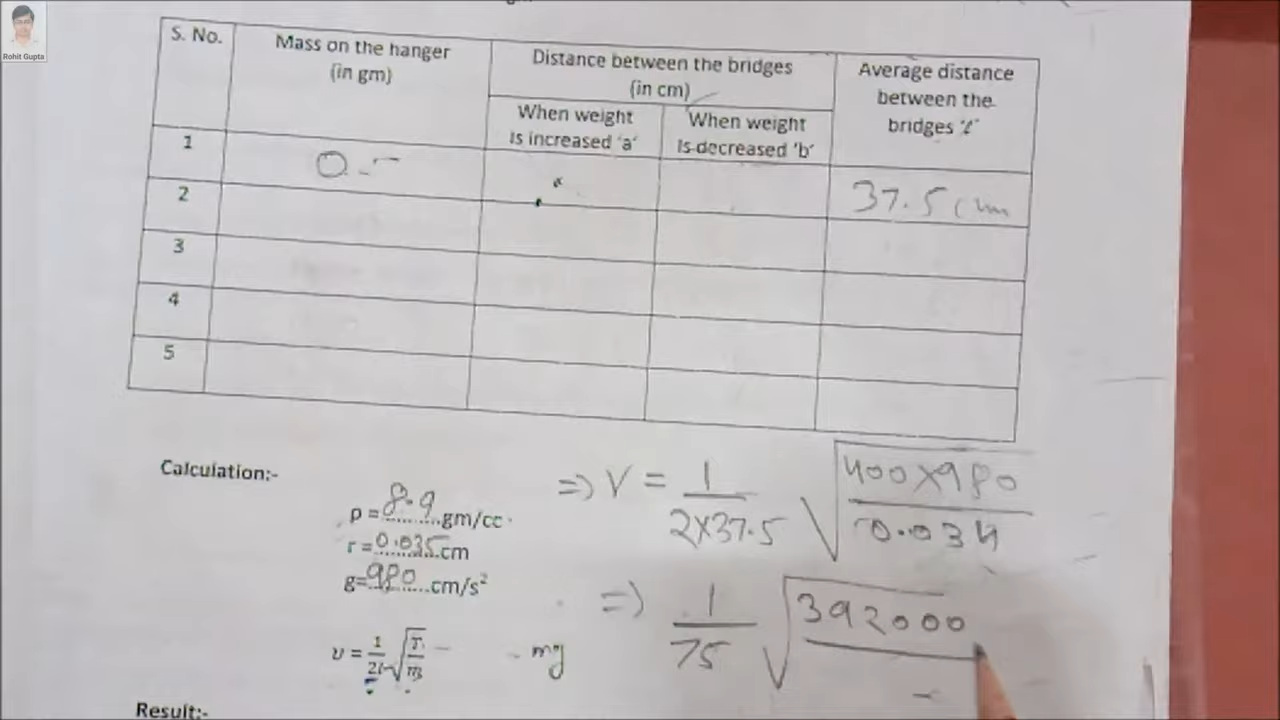 Rohit Gupta
S. No.
Mass on the hanger
(in gm)
Distance between the bridges
(in cm)
Average distance
between the
bridges 'ℓ'
When weight
is increased 'a'
When weight
Is decreased 'b'
1
37.5 cm
2
3
4
5
Calculation:-
⇒ V = 1/2×37.5 √400×980/0.034
ρ = 8.9 gm/cc
r = 0.035 cm
g= 980 cm/s²
⇒ 1/75 √392000
υ = 1/2l √T/m
mg
Result:-